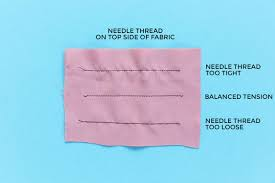 NEEDLE THREAD
ON TOP SIDE OF FABRIC
NEEDLE THREAD
TOO TIGHT
BALANCED TENSION
NEEDLE THREAD
TOO LOOSE